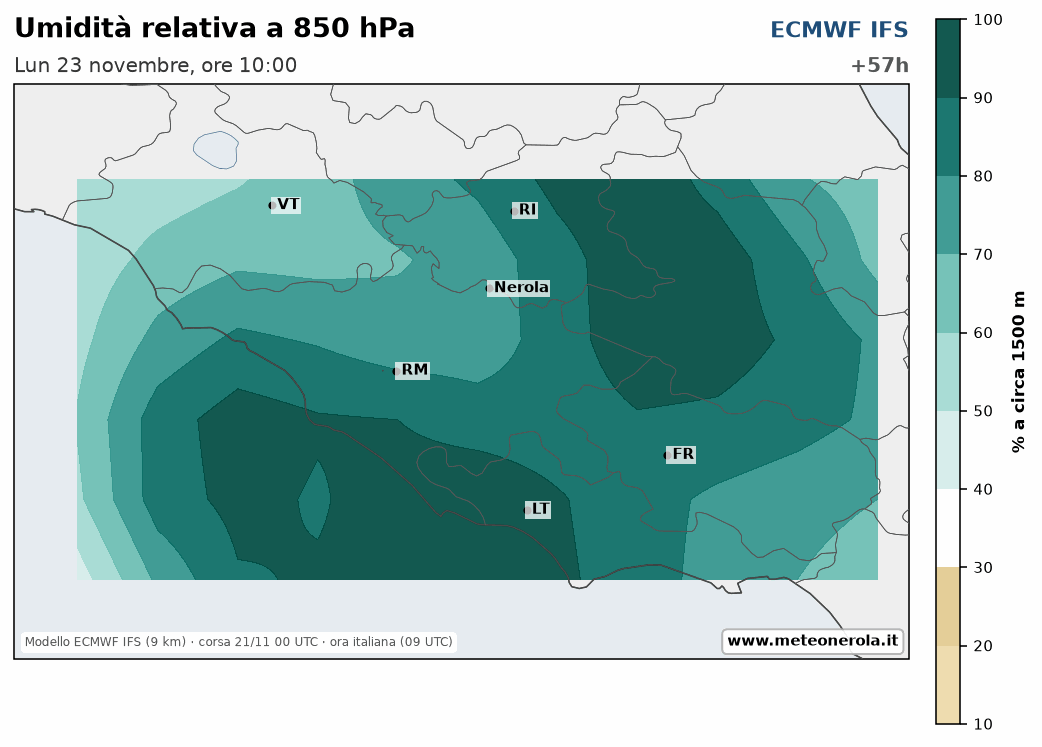 Umidità relativa a 850 hPa
ECMWF IFS
Lun 23 novembre, ore 10:00
+57h
VT
RI
Nerola
RM
FR
LT
Modello ECMWF IFS (9 km) · corsa 21/11 00 UTC · ora italiana (09 UTC)
www.meteonerola.it
100
90
80
70
60
50
40
30
20
10
% a circa 1500 m